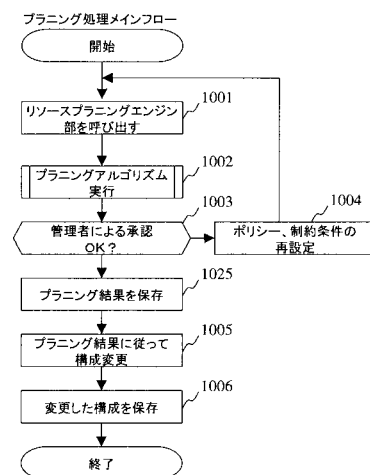 プラニング処理メインフロー
開始
1001
リソースプラニングエンジン
部を呼び出す
1002
プラニングアルゴリズム
実行
1003
管理者による承認
OK?
1004
ポリシー、制約条件の
再設定
1025
プラニング結果を保存
1005
プラニング結果に従って
構成変更
1006
変更した構成を保存
終了